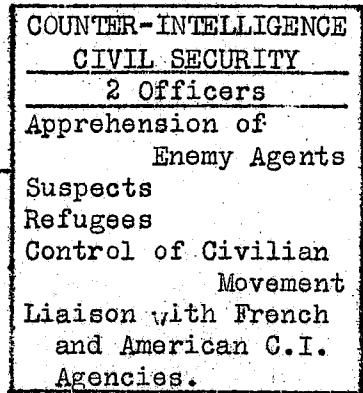 COUNTER-INTELLIGENCE
CIVIL SECURITY
2 Officers
Apprehension of
Enemy Agents
Suspects
Refugees
Control of Civilian
Movement
Liaison with French
and American C.I.
Agencies.